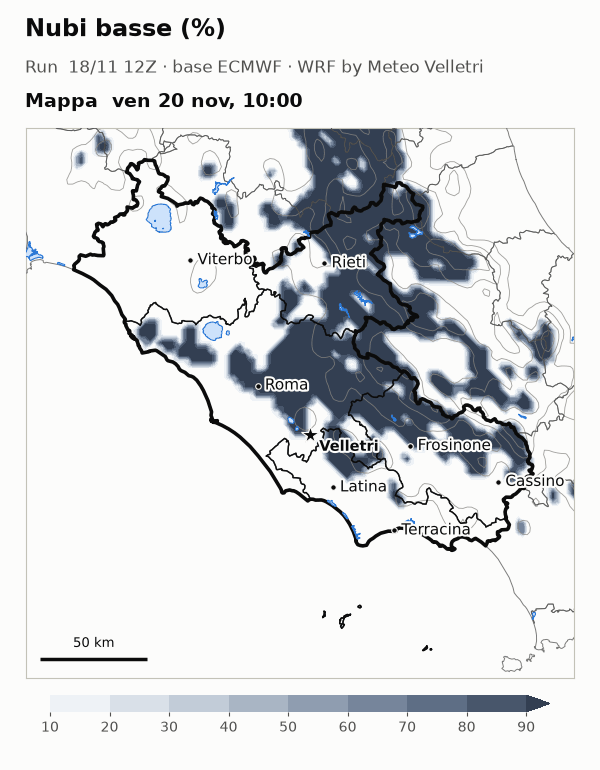 Nubi basse (%)
Run  18/11 12Z · base ECMWF · WRF by Meteo Velletri
Mappa  ven 20 nov, 10:00
Viterbo
Rieti
Roma
Velletri
Frosinone
Cassino
Latina
Terracina
50 km
10 20 30 40 50 60 70 80 90